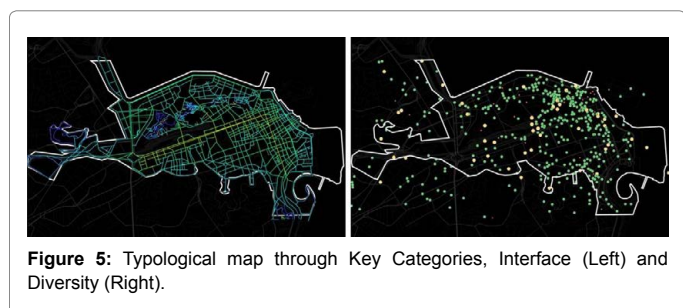 Figure 5: Typological map through Key Categories, Interface (Left) and
Diversity (Right).